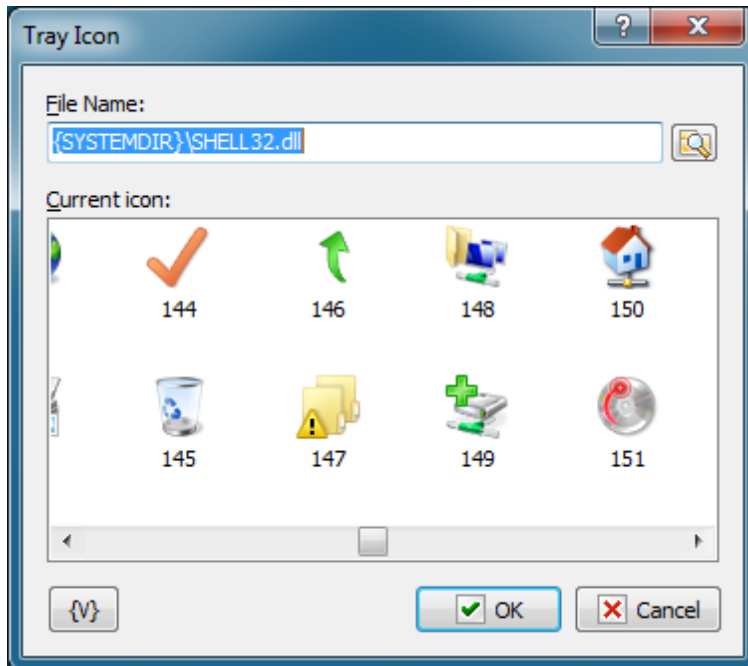 Tray Icon
?
File Name:
{SYSTEMDIR}\SHELL32.dll
Current icon:
144 146 148 150
145 147 149 151
{V} OK Cancel